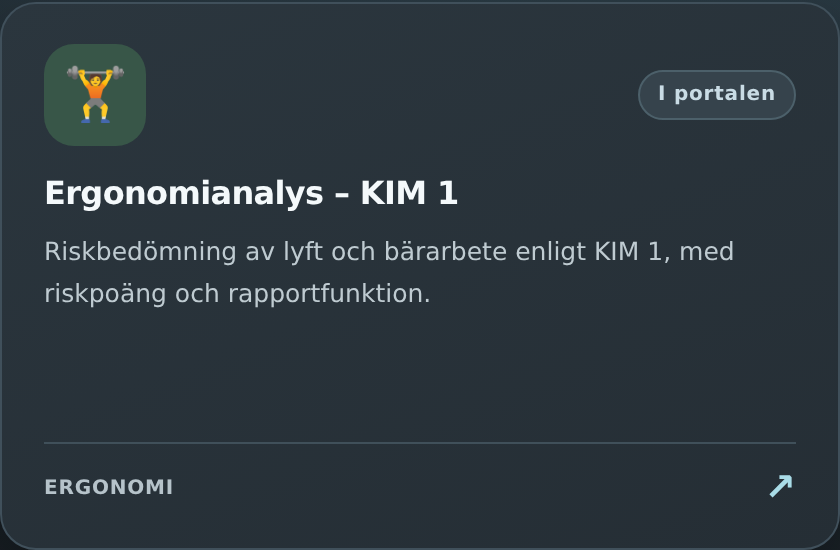 I portalen
Ergonomianalys – KIM 1
Riskbedömning av lyft och bärarbete enligt KIM 1, med
riskpoäng och rapportfunktion.
ERGONOMI